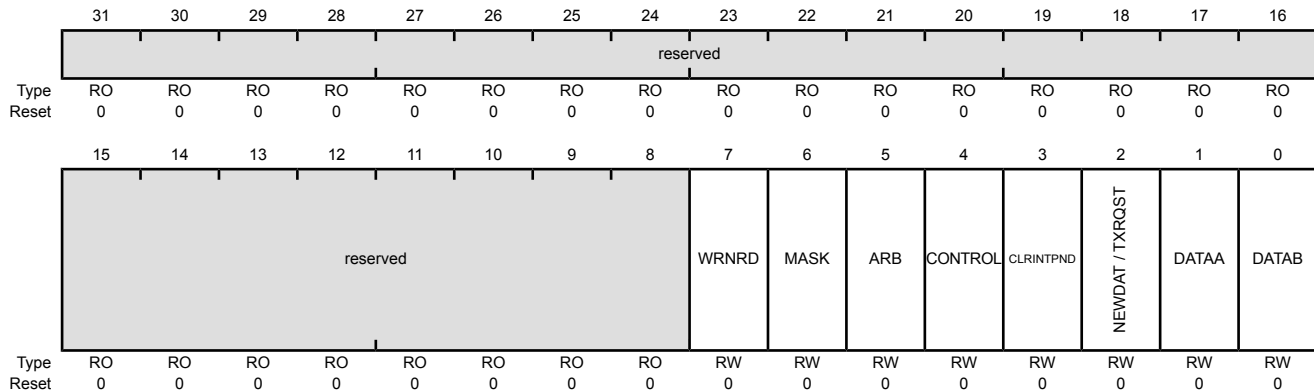 31 30 29 28 27 26 25 24 23 22 21 20 19 18 17 16
reserved
Type RO RO RO RO RO RO RO RO RO RO RO RO RO RO RO RO
Reset 0 0 0 0 0 0 0 0 0 0 0 0 0 0 0 0
15 14 13 12 11 10 9 8 7 6 5 4 3 2 1 0
reserved WRNRD MASK ARB CONTROL CLRINTPND NEWDAT / TXRQST DATAA DATAB
Type RO RO RO RO RO RO RO RO RW RW RW RW RW RW RW RW
Reset 0 0 0 0 0 0 0 0 0 0 0 0 0 0 0 0